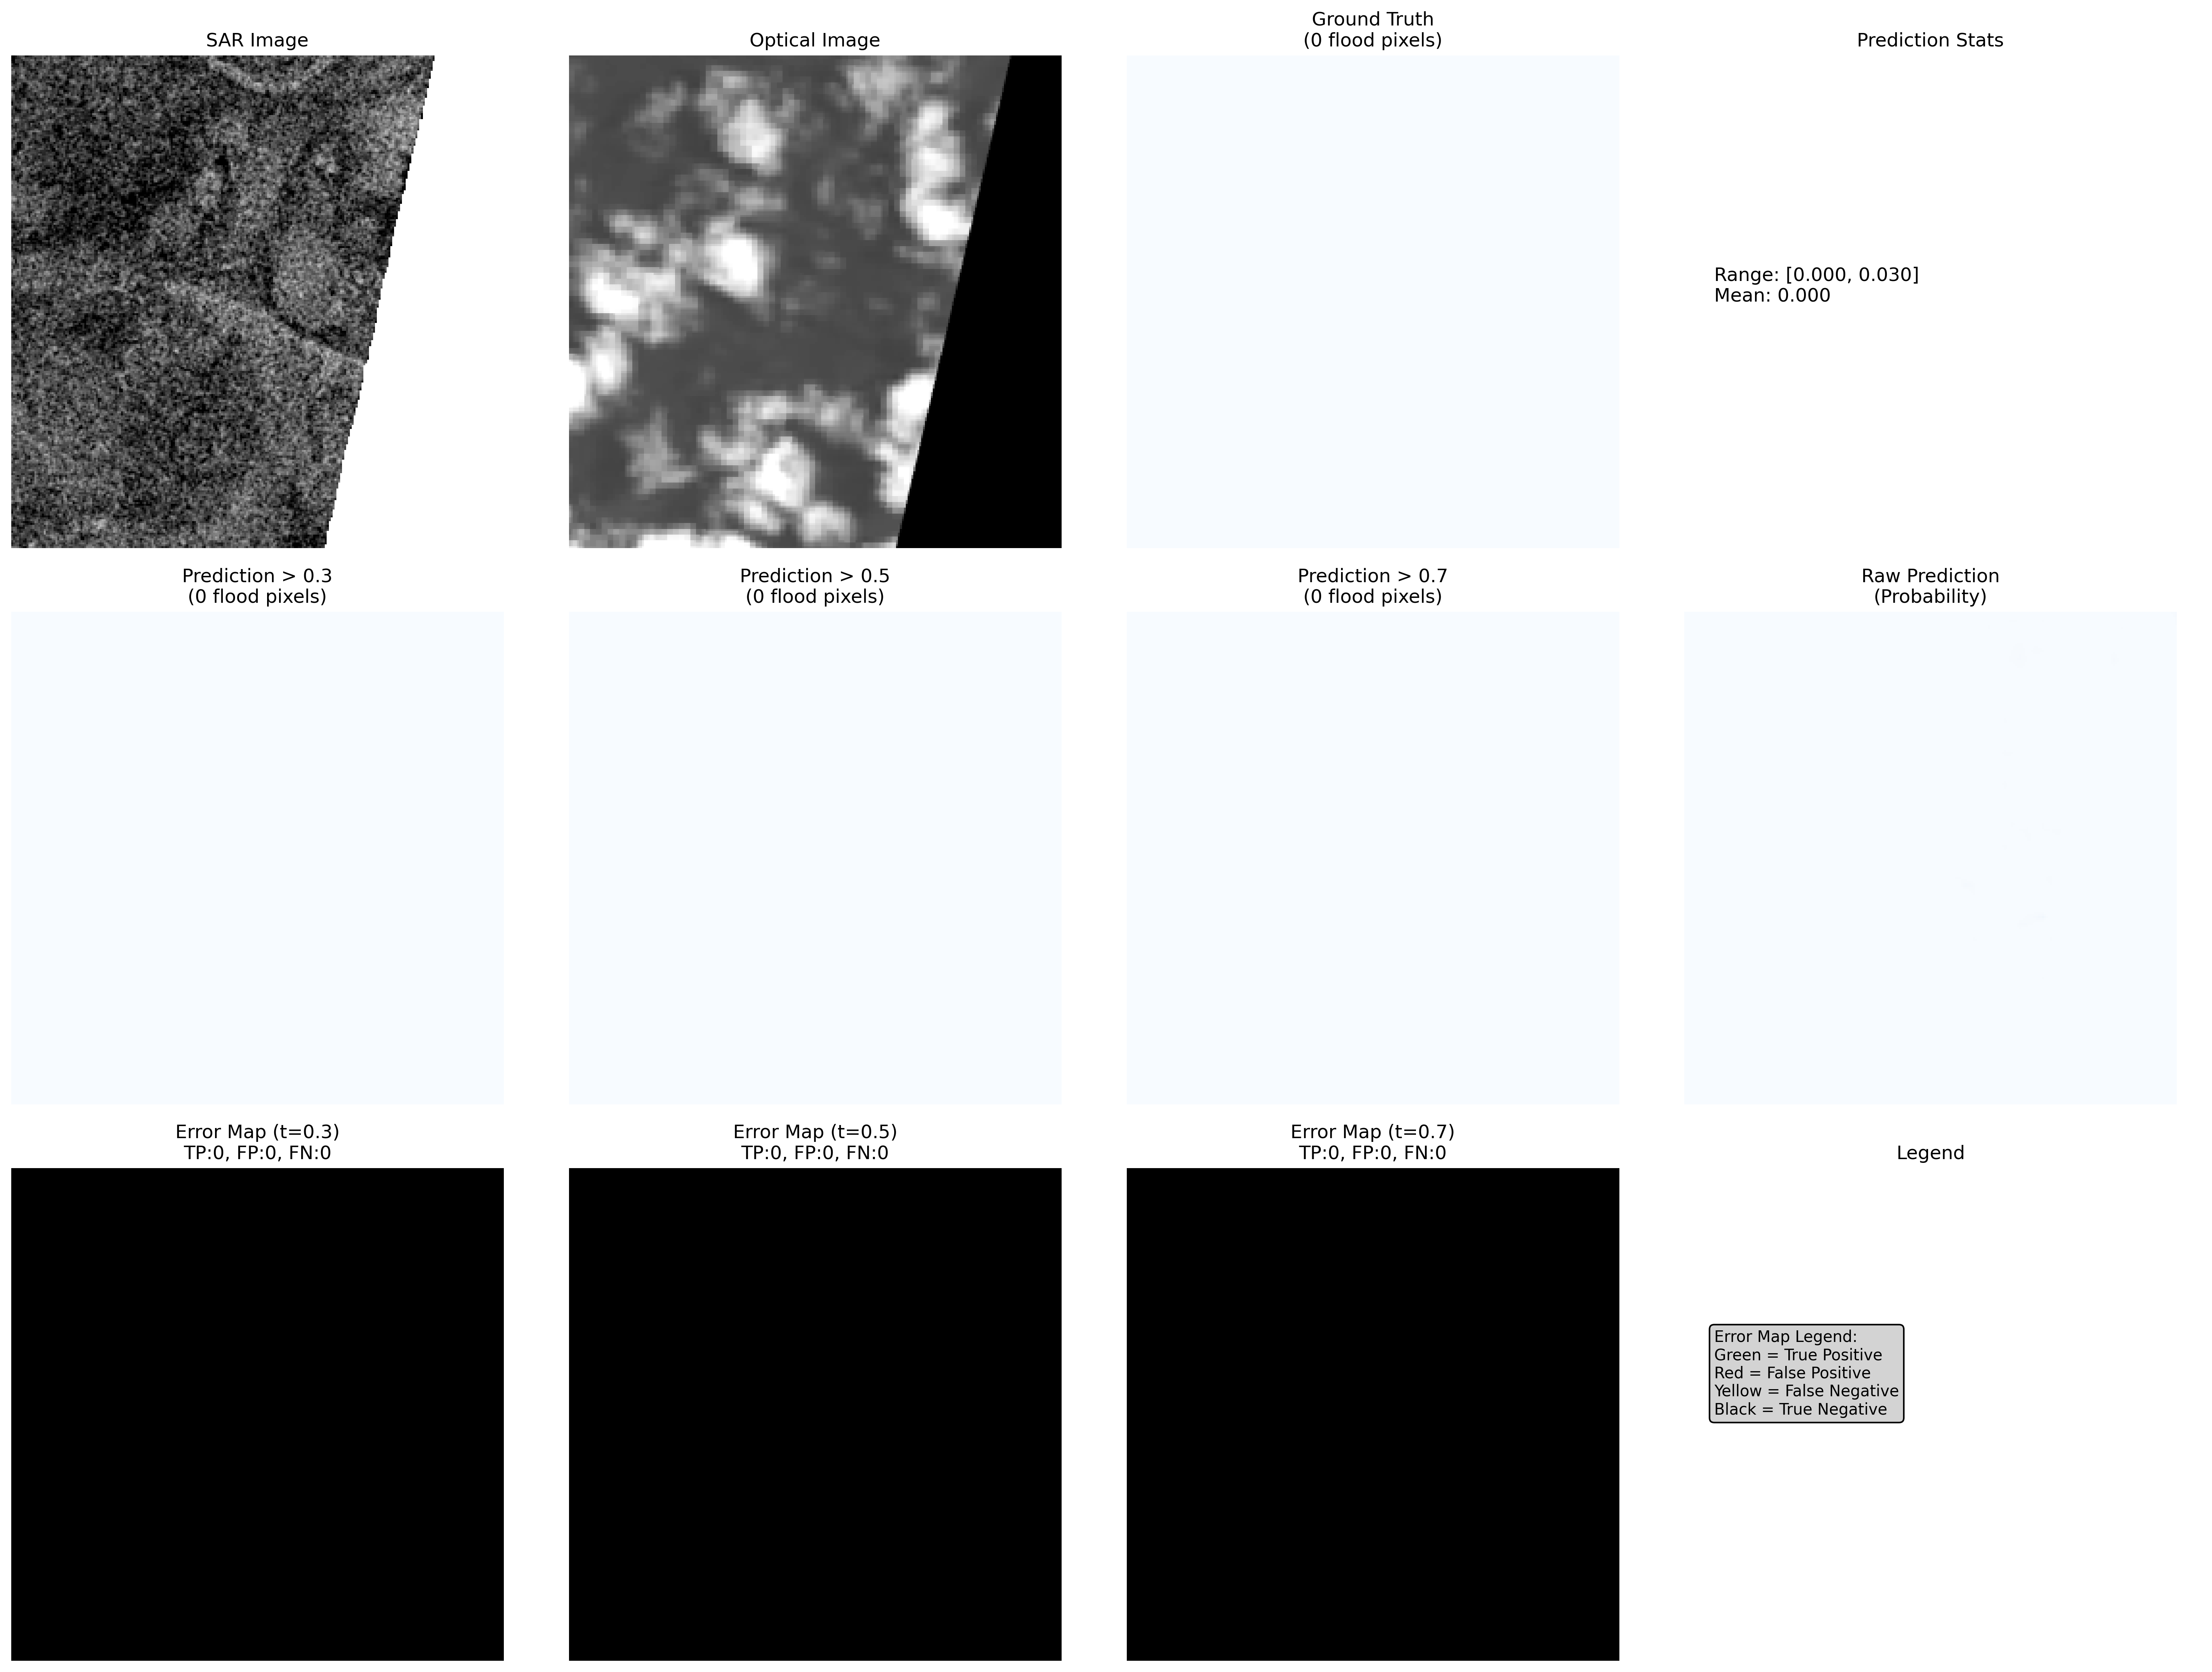 SAR Image
Optical Image
Ground Truth
(0 flood pixels)
Prediction Stats
Range: [0.000, 0.030]
Mean: 0.000
Prediction > 0.3
(0 flood pixels)
Prediction > 0.5
(0 flood pixels)
Prediction > 0.7
(0 flood pixels)
Raw Prediction
(Probability)
Error Map (t=0.3)
TP:0, FP:0, FN:0
Error Map (t=0.5)
TP:0, FP:0, FN:0
Error Map (t=0.7)
TP:0, FP:0, FN:0
Legend
Error Map Legend:
Green = True Positive
Red = False Positive
Yellow = False Negative
Black = True Negative